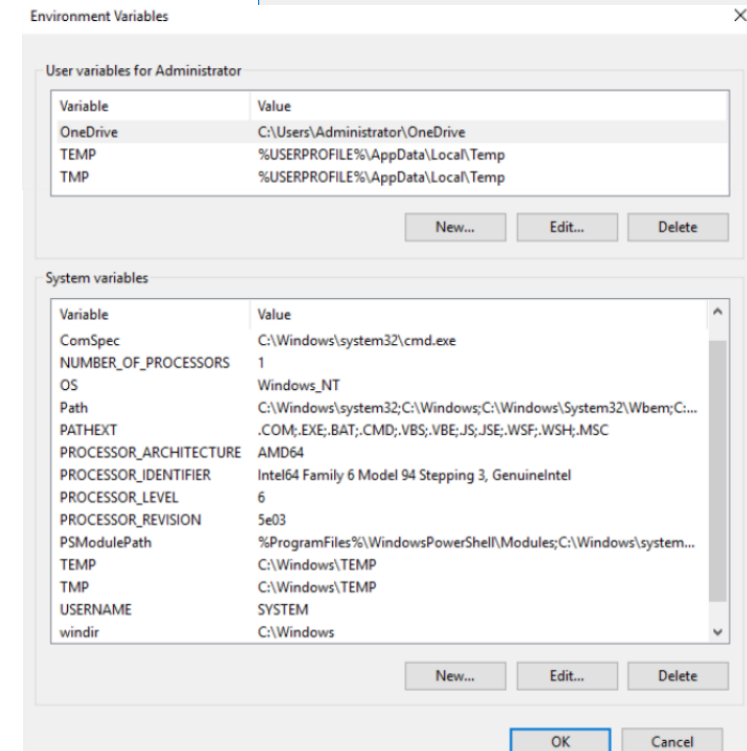 Environment Variables
User variables for Administrator
Variable Value
OneDrive C:\Users\Administrator\OneDrive
TEMP %USERPROFILE%\AppData\Local\Temp
TMP %USERPROFILE%\AppData\Local\Temp
New... Edit... Delete
System variables
Variable Value
ComSpec C:\Windows\system32\cmd.exe
NUMBER_OF_PROCESSORS 1
OS Windows_NT
Path C:\Windows\system32;C:\Windows;C:\Windows\System32\Wbem;C:...
PATHEXT .COM;.EXE;.BAT;.CMD;.VBS;.VBE;.JS;.JSE;.WSF;.WSH;.MSC
PROCESSOR_ARCHITECTURE AMD64
PROCESSOR_IDENTIFIER Intel64 Family 6 Model 94 Stepping 3, GenuineIntel
PROCESSOR_LEVEL 6
PROCESSOR_REVISION 5e03
PSModulePath %ProgramFiles%\WindowsPowerShell\Modules;C:\Windows\system...
TEMP C:\Windows\TEMP
TMP C:\Windows\TEMP
USERNAME SYSTEM
windir C:\Windows
New... Edit... Delete
OK Cancel